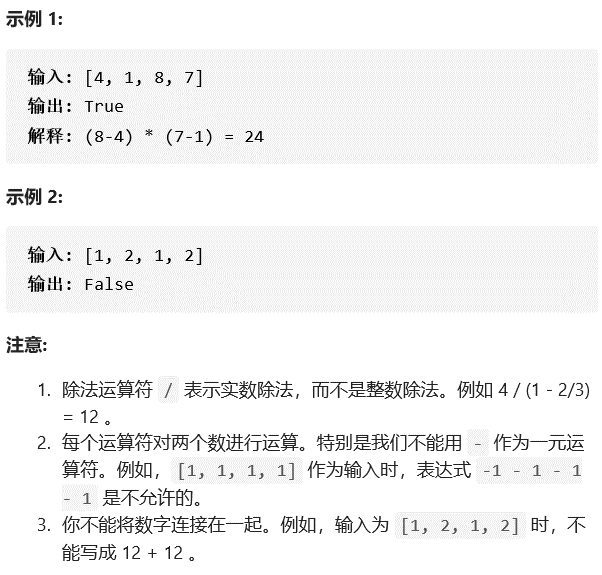 示例 1:
输入: [4, 1, 8, 7]
输出: True
解释: (8-4) * (7-1) = 24
示例 2:
输入: [1, 2, 1, 2]
输出: False
注意:
1. 除法运算符 / 表示实数除法，而不是整数除法。例如 4 / (1 - 2/3)
= 12 。
2. 每个运算符对两个数进行运算。特别是我们不能用 - 作为一元运
算符。例如， [1, 1, 1, 1] 作为输入时，表达式 -1 - 1 - 1
- 1 是不允许的。
3. 你不能将数字连接在一起。例如，输入为 [1, 2, 1, 2] 时，不
能写成 12 + 12 。